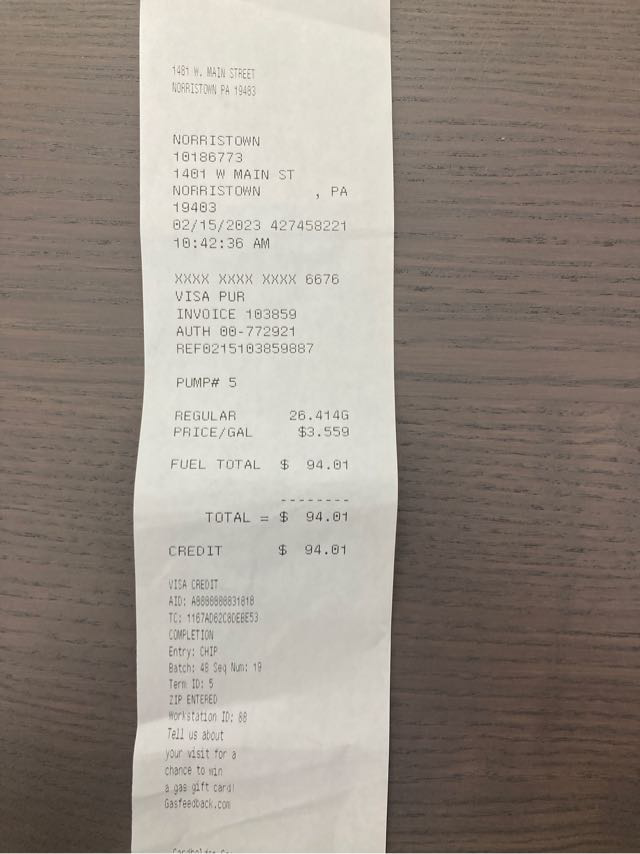 1401 W. MAIN STREET
NORRISTOWN PA 19403
NORRISTOWN
10186773
1401 W MAIN ST
NORRISTOWN , PA
19403
02/15/2023 427458221
10:42:36 AM
XXXX XXXX XXXX 6676
VISA PUR
INVOICE 103859
AUTH 00-772921
REF0215103859887
PUMP# 5
REGULAR 26.414G
PRICE/GAL $3.559
FUEL TOTAL $ 94.01
--------
TOTAL = $ 94.01
CREDIT $ 94.01
VISA CREDIT
AID: A0000000031010
TC:
COMPLETION
Entry: CHIP
Batch: 48 Seq Num: 19
Term ID: 5
ZIP ENTERED
Workstation ID: 00
Tell us about
your visit for a
chance to win
a gas gift card!
Gasfeedback.com